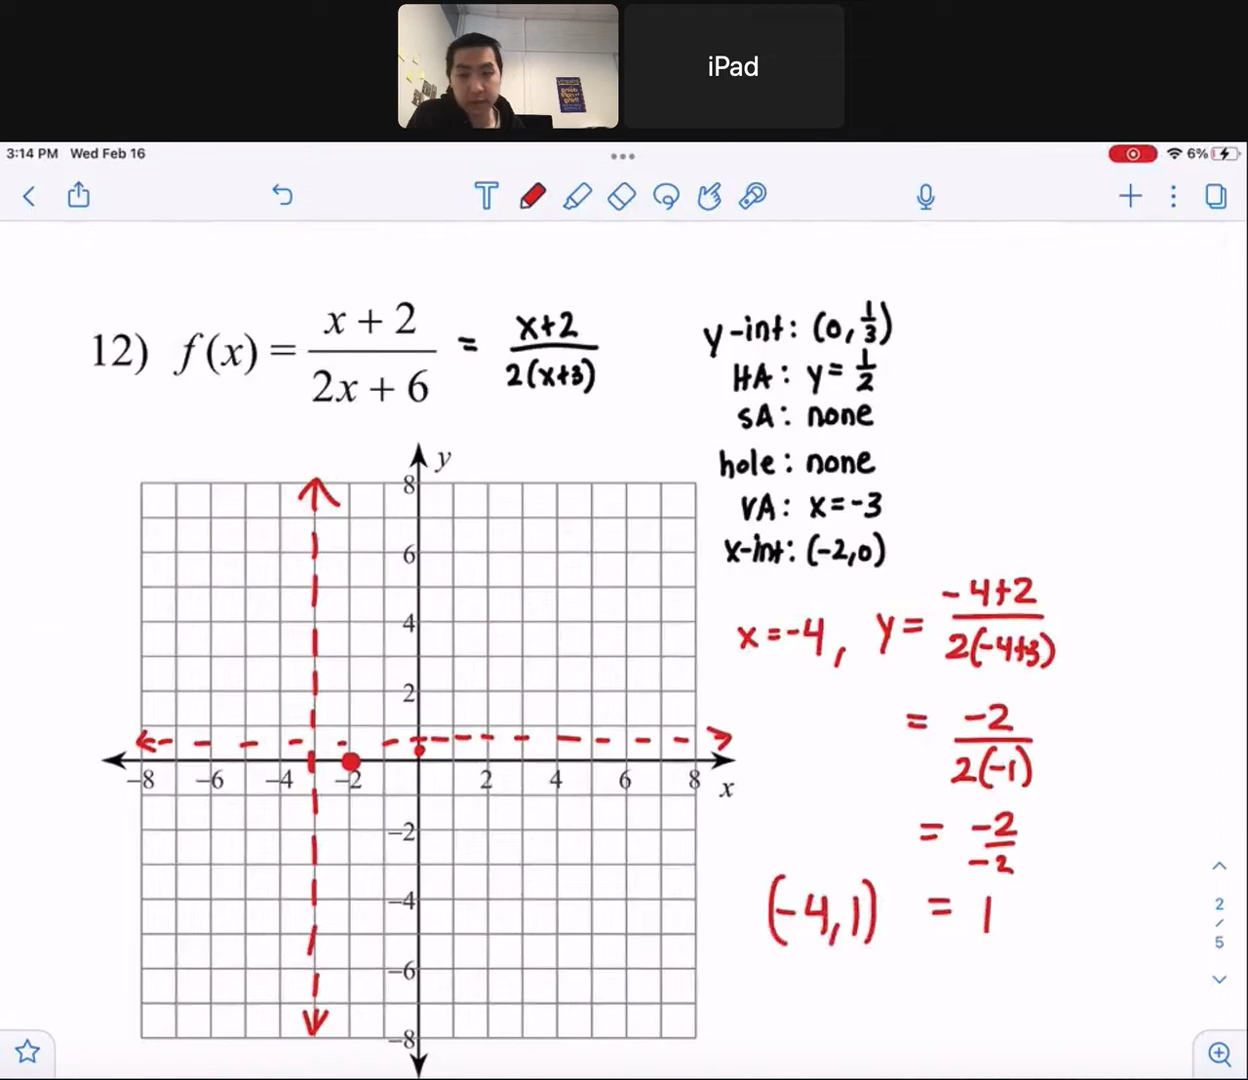 iPad
3:14 PM Wed Feb 16
6%
T
12) f(x) = x + 2 / 2x + 6 = x+2 / 2(x+3)
y-int: (0, 1/3)
HA: y = 1/2
SA: none
hole: none
VA: x = -3
x-int: (-2,0)
x = -4, y = -4+2 / 2(-4+3)
= -2 / 2(-1)
= -2 / -2
(-4,1) = 1
y
8
6
4
2
-8 -6 -4 -2 2 4 6 8 x
-2
-4
-6
-8
2
/
5